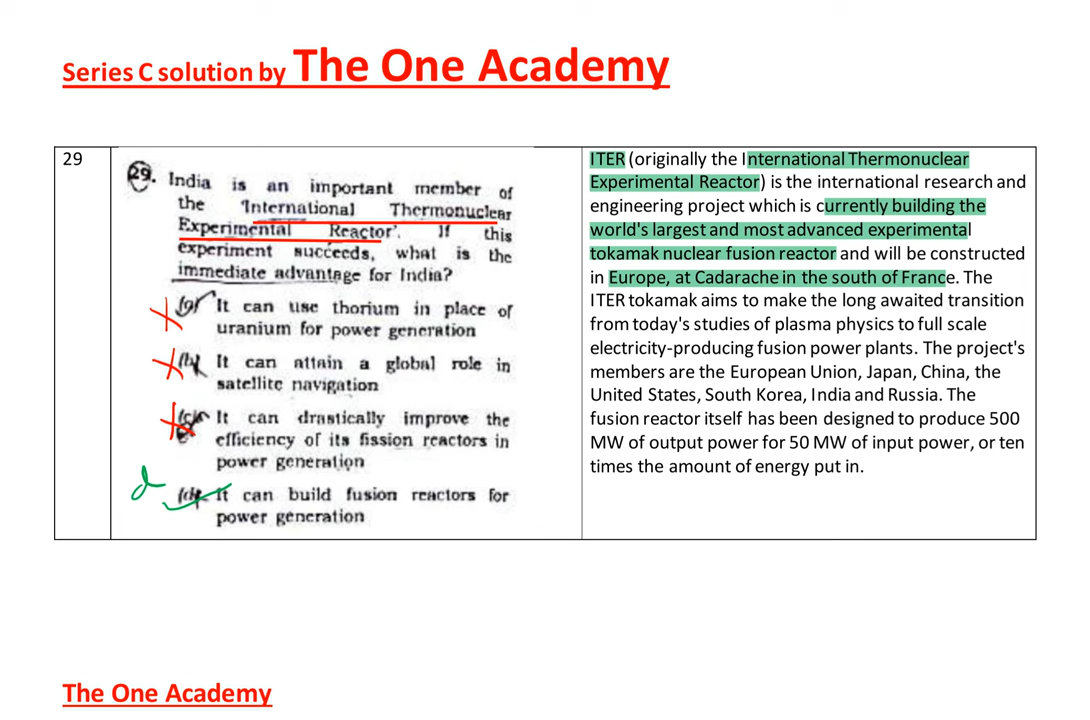 Series C solution by The One Academy
29
29. India is an important member of
the 'International Thermonuclear
Experimental Reactor'. If this
experiment succeeds, what is the
immediate advantage for India?
(a) It can use thorium in place of
uranium for power generation
(b) It can attain a global role in
satellite navigation
(c) It can drastically improve the
efficiency of its fission reactors in
power generation
d
(d) It can build fusion reactors for
power generation
ITER (originally the International Thermonuclear
Experimental Reactor) is the international research and
engineering project which is currently building the
world's largest and most advanced experimental
tokamak nuclear fusion reactor and will be constructed
in Europe, at Cadarache in the south of France. The
ITER tokamak aims to make the long awaited transition
from today's studies of plasma physics to full scale
electricity-producing fusion power plants. The project's
members are the European Union, Japan, China, the
United States, South Korea, India and Russia. The
fusion reactor itself has been designed to produce 500
MW of output power for 50 MW of input power, or ten
times the amount of energy put in.
The One Academy